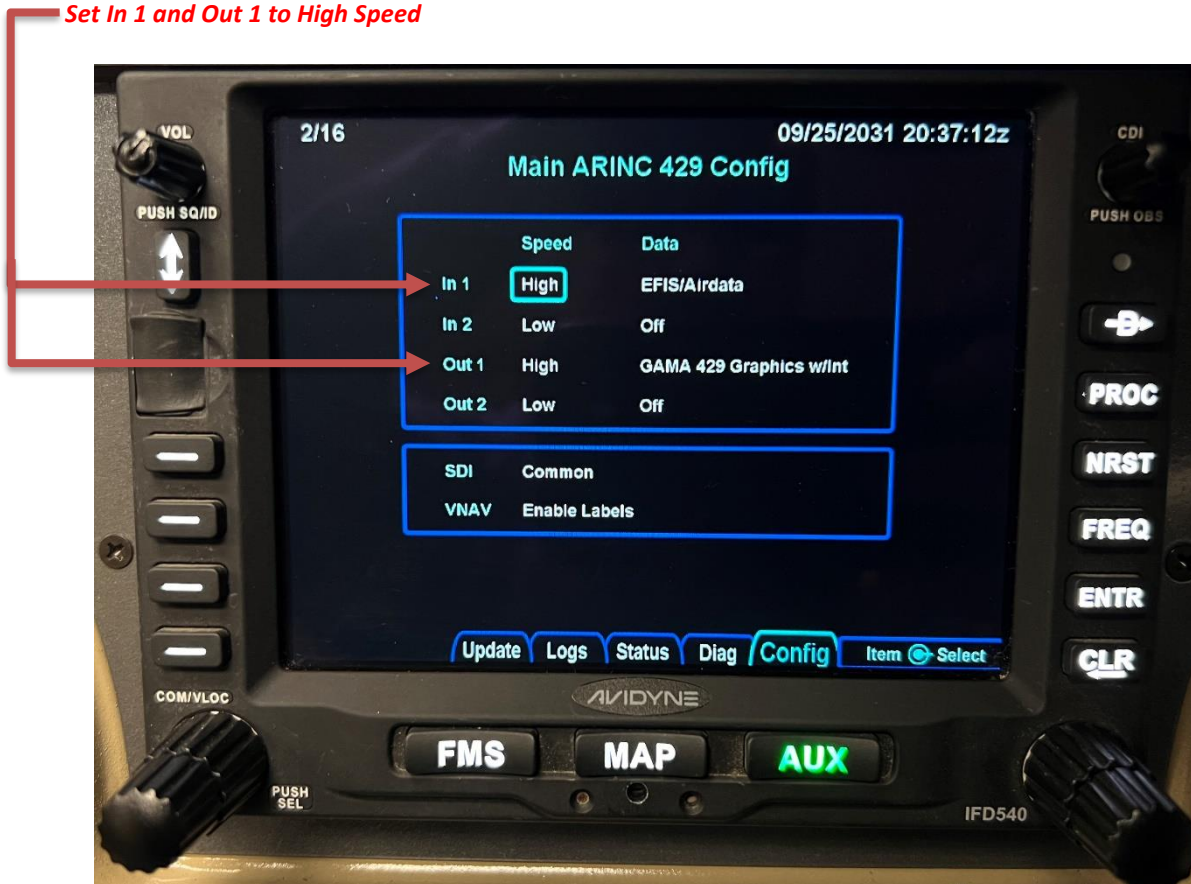 Set In 1 and Out 1 to High Speed
VOL
2/16
09/25/2031 20:37:12z
CDI
Main ARINC 429 Config
PUSH SQ/ID
PUSH OBS
Speed Data
In 1 High EFIS/Airdata
In 2 Low Off
D
Out 1 High GAMA 429 Graphics w/Int
PROC
Out 2 Low Off
NRST
SDI Common
VNAV Enable Labels
FREQ
ENTR
Update Logs Status Diag Config Item Select
CLR
COM/VLOC
AVIDYNE
FMS MAP AUX
PUSH
SEL
IFD540